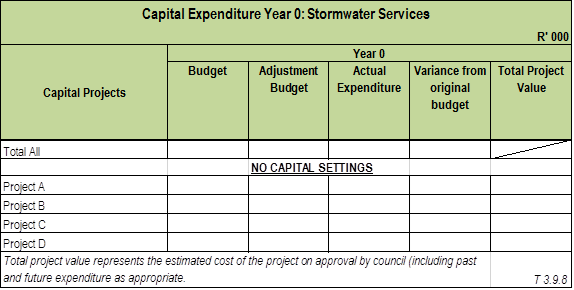 Capital Expenditure Year 0: Stormwater Services
R' 000
Capital Projects
Year 0
Budget
Adjustment
Budget
Actual
Expenditure
Variance from
original
budget
Total Project
Value
Total All
NO CAPITAL SETTINGS
Project A
Project B
Project C
Project D
Total project value represents the estimated cost of the project on approval by council (including past
and future expenditure as appropriate.
T 3.9.8